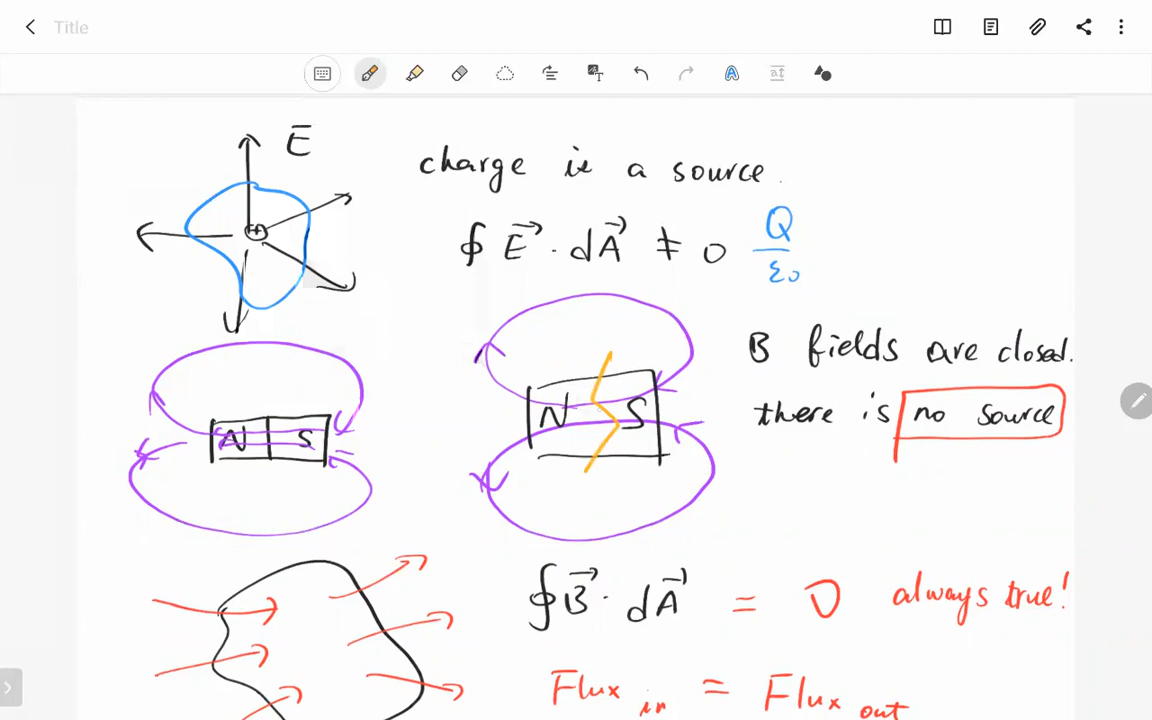 Title
E
charge is a source.
∮ E⃗ · dA⃗ ≠ 0 Q/ε₀
+
B fields are closed.
there is no source
N S
N S
∮ B⃗ · dA⃗ = 0 always true!
Flux in = Flux out